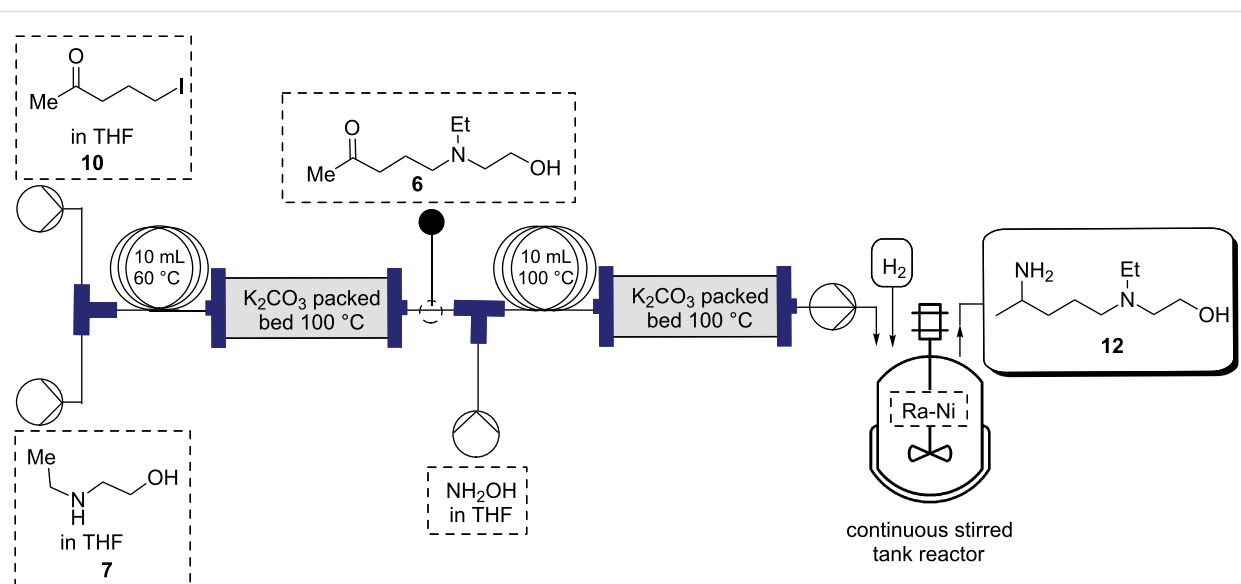 O
Me
I
in THF
10
10 mL
60 °C
K₂CO₃ packed
bed 100 °C
O
Et
Me
N
OH
6
10 mL
100 °C
K₂CO₃ packed
bed 100 °C
H₂
NH₂
Et
N
OH
12
Ra-Ni
continuous stirred
tank reactor
Me
OH
N
H
in THF
7
NH₂OH
in THF